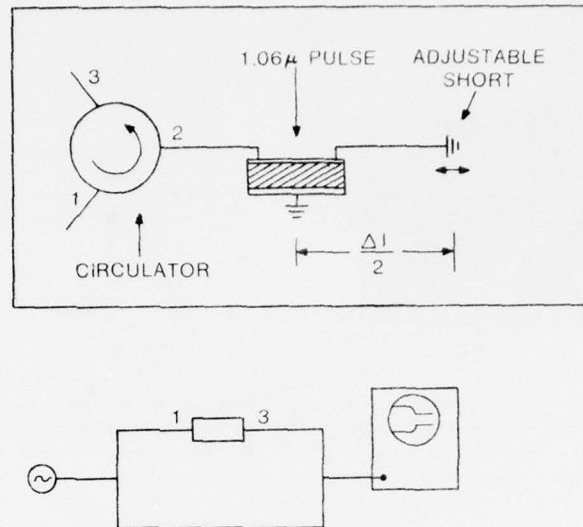 3
1.06μ PULSE
ADJUSTABLE
SHORT
2
1
CIRCULATOR
Δl
2
1 3